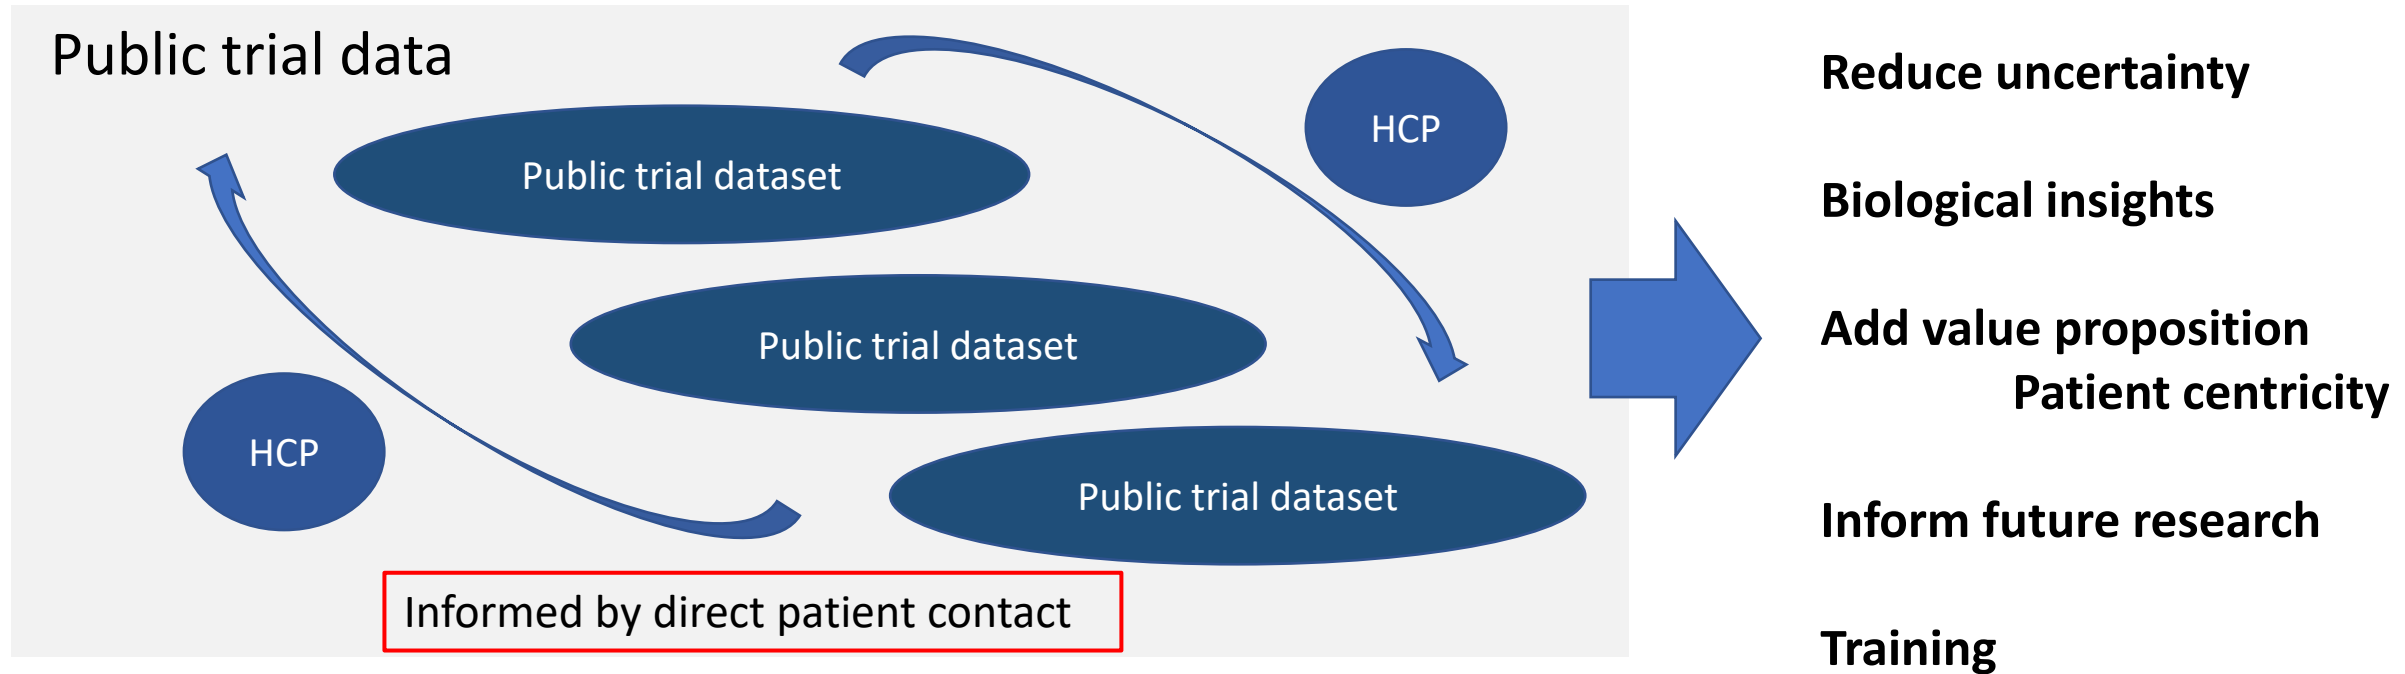 Public trial data
HCP
Public trial dataset
Public trial dataset
HCP
Public trial dataset
Informed by direct patient contact
Reduce uncertainty
Biological insights
Add value proposition
Patient centricity
Inform future research
Training